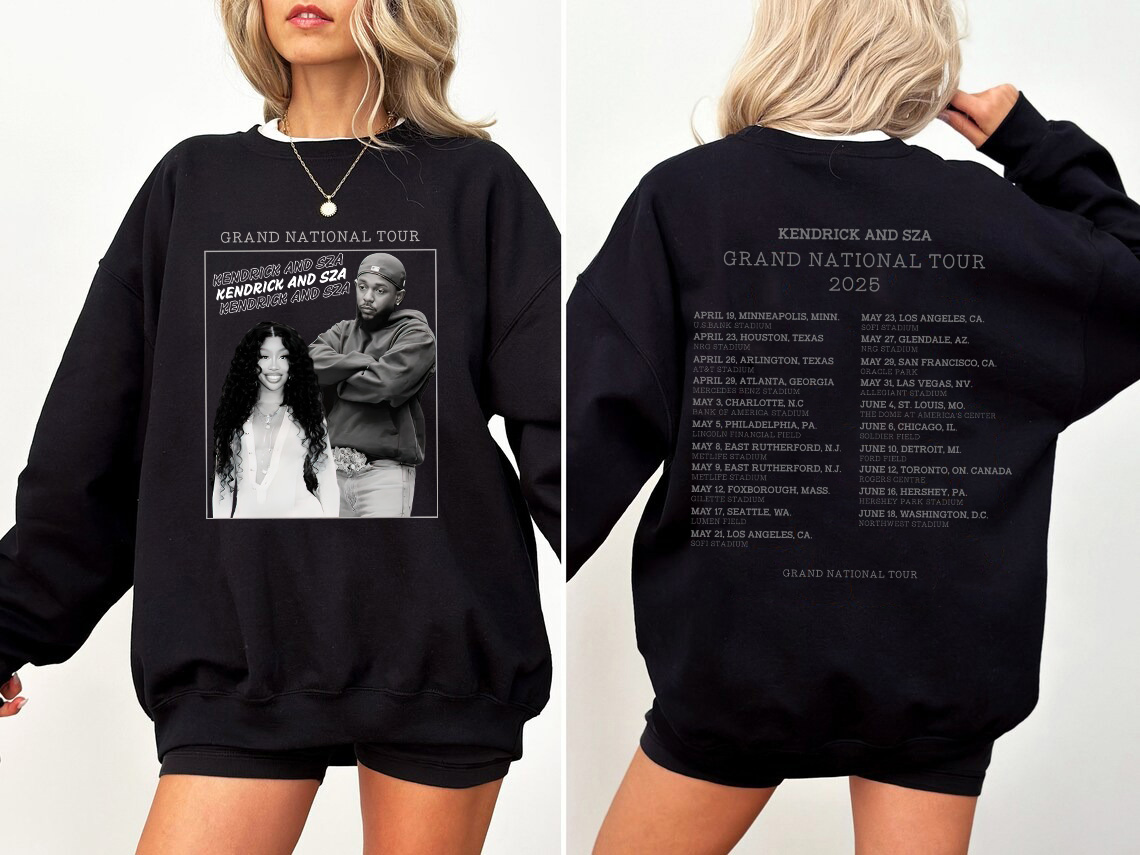 GRAND NATIONAL TOUR
KENDRICK AND SZA
KENDRICK AND SZA
KENDRICK AND SZA
KENDRICK AND SZA
GRAND NATIONAL TOUR
2025
APRIL 19, MINNEAPOLIS, MINN.
U.S.BANK STADIUM
APRIL 23, HOUSTON, TEXAS
NRG STADIUM
APRIL 26, ARLINGTON, TEXAS
AT&T STADIUM
APRIL 29, ATLANTA, GEORGIA
MERCEDES BENZ STADIUM
MAY 3, CHARLOTTE, N.C
BANK OF AMERICA STADIUM
MAY 5, PHILADELPHIA, PA.
LINCOLN FINANCIAL FIELD
MAY 8, EAST RUTHERFORD, N.J.
METLIFE STADIUM
MAY 9, EAST RUTHERFORD, N.J.
METLIFE STADIUM
MAY 12, FOXBOROUGH, MASS.
GILETTE STADIUM
MAY 17, SEATTLE, WA.
LUMEN FIELD
MAY 21, LOS ANGELES, CA.
SOFI STADIUM
MAY 23, LOS ANGELES, CA.
SOFI STADIUM
MAY 27, GLENDALE, AZ.
NRG STADIUM
MAY 29, SAN FRANCISCO, CA.
ORACLE PARK
MAY 31, LAS VEGAS, NV.
ALLEGIANT STADIUM
JUNE 4, ST. LOUIS, MO.
THE DOME AT AMERICA'S CENTER
JUNE 6, CHICAGO, IL.
SOLDIER FIELD
JUNE 10, DETROIT, MI.
FORD FIELD
JUNE 12, TORONTO, ON. CANADA
ROGERS CENTRE
JUNE 16, HERSHEY, PA.
HERSHEY PARK STADIUM
JUNE 18, WASHINGTON, D.C.
NORTHWEST STADIUM
GRAND NATIONAL TOUR